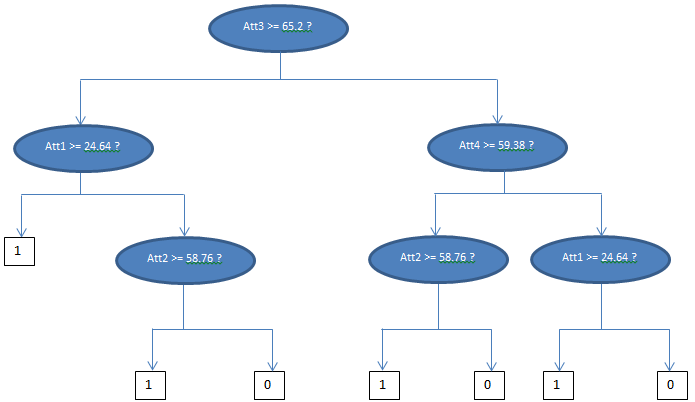 Att3 >= 65.2 ?
Att1 >= 24.64 ?
Att4 >= 59.38 ?
1
Att2 >= 58.76 ?
Att2 >= 58.76 ?
Att1 >= 24.64 ?
1
0
1
0
1
0